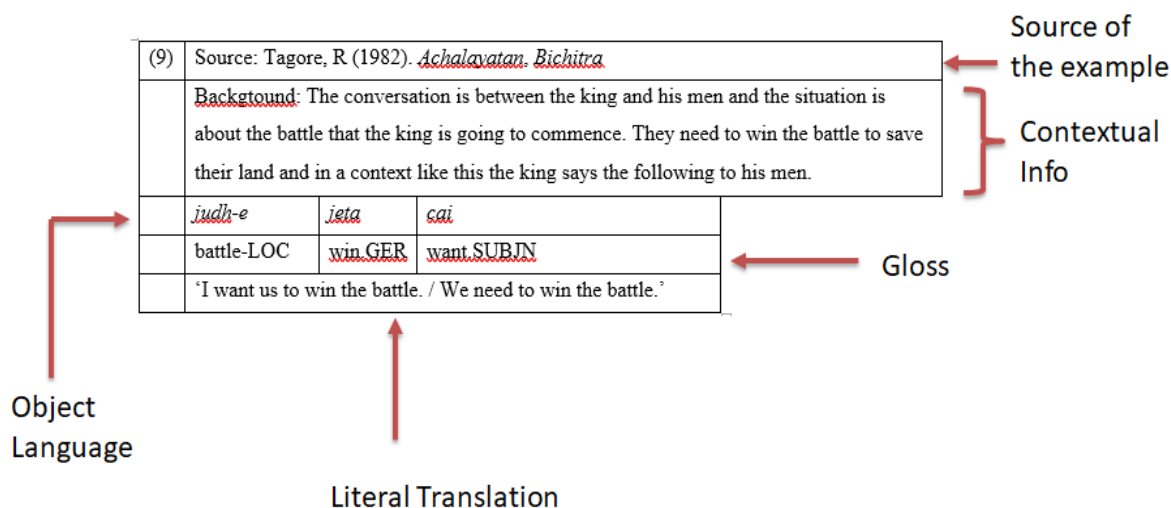 Source of
the example
(9) Source: Tagore, R (1982). Achalayatan, Bichitra
Backgtound: The conversation is between the king and his men and the situation is
about the battle that the king is going to commence. They need to win the battle to save
their land and in a context like this the king says the following to his men.
Contextual
Info
judh-e jeta cai
battle-LOC win.GER want.SUBJN
Gloss
‘I want us to win the battle. / We need to win the battle.’
Object
Language
Literal Translation